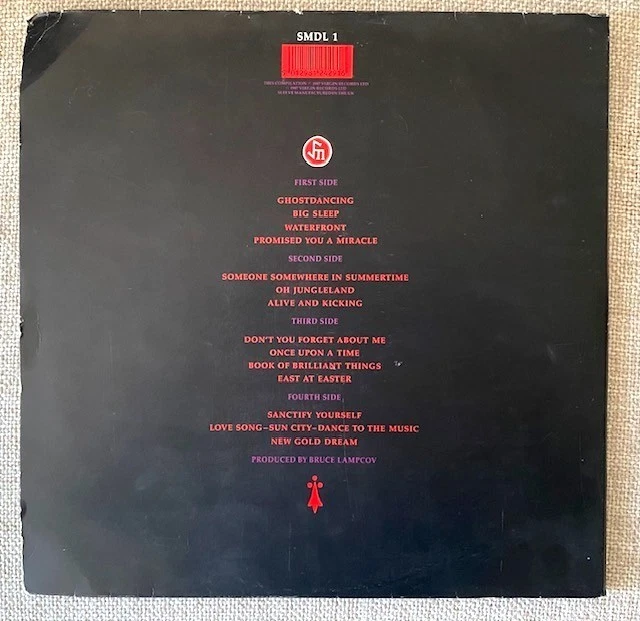 SMDL 1
FIRST SIDE
GHOSTDANCING
BIG SLEEP
WATERFRONT
PROMISED YOU A MIRACLE
SECOND SIDE
SOMEONE SOMEWHERE IN SUMMERTIME
OH JUNGLELAND
ALIVE AND KICKING
THIRD SIDE
DON'T YOU FORGET ABOUT ME
ONCE UPON A TIME
BOOK OF BRILLIANT THINGS
EAST AT EASTER
FOURTH SIDE
SANCTIFY YOURSELF
LOVE SONG–SUN CITY–DANCE TO THE MUSIC
NEW GOLD DREAM
PRODUCED BY BRUCE LAMPCOV